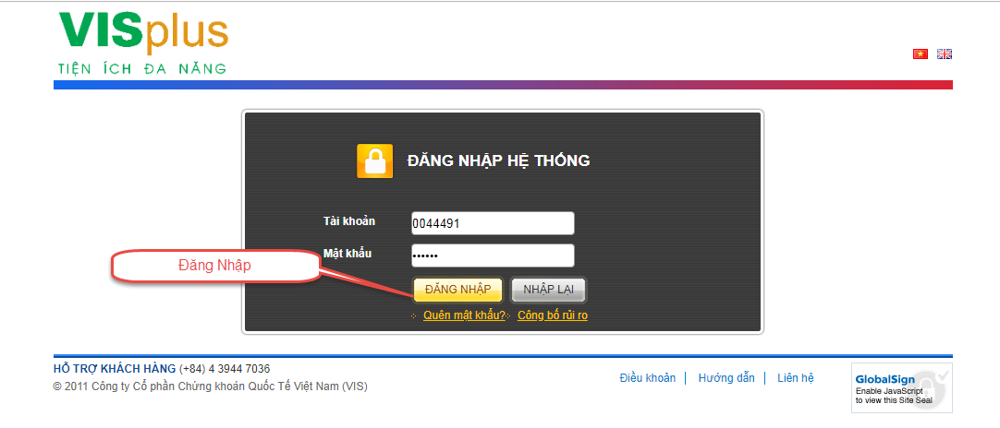 VISplus
TIỆN ÍCH ĐA NĂNG
ĐĂNG NHẬP HỆ THỐNG
Tài khoản
0044491
Mật khẩu
••••••
Đăng Nhập
ĐĂNG NHẬP NHẬP LẠI
Quên mật khẩu? Công bố rủi ro
HỖ TRỢ KHÁCH HÀNG (+84) 4 3944 7036
© 2011 Công ty Cổ phần Chứng khoán Quốc Tế Việt Nam (VIS)
Điều khoản | Hướng dẫn | Liên hệ
GlobalSign
Enable JavaScript
to view this Site Seal